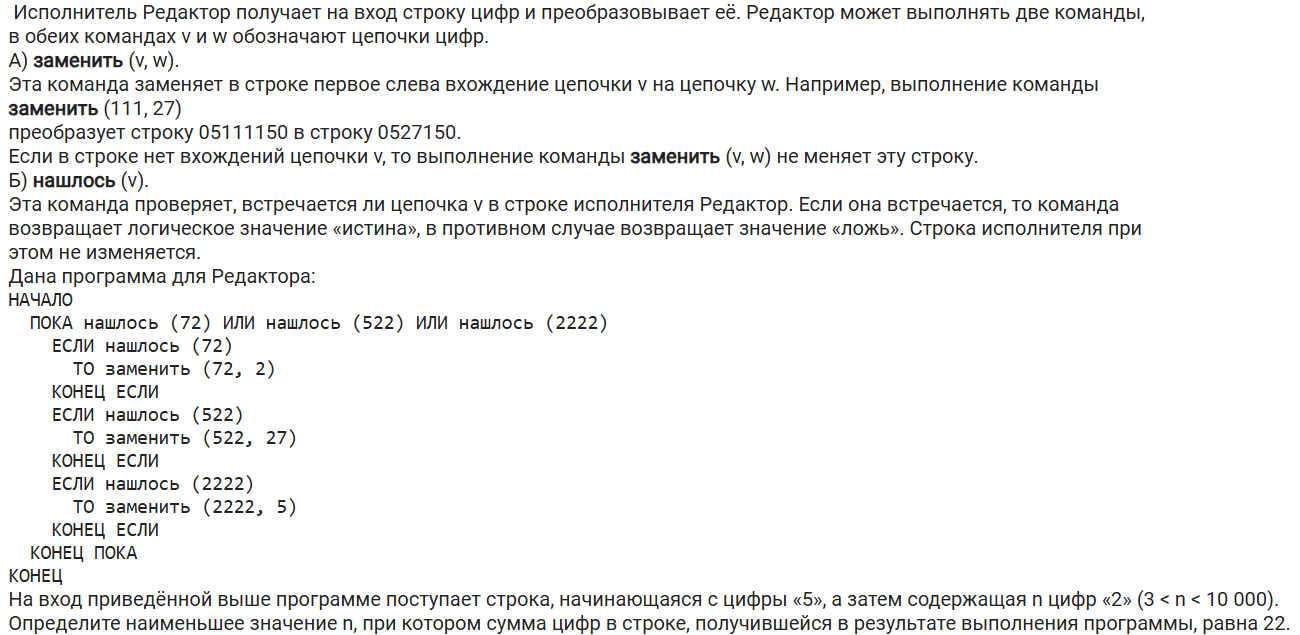 Исполнитель Редактор получает на вход строку цифр и преобразовывает её. Редактор может выполнять две команды,
в обеих командах v и w обозначают цепочки цифр.
А) заменить (v, w).
Эта команда заменяет в строке первое слева вхождение цепочки v на цепочку w. Например, выполнение команды
заменить (111, 27)
преобразует строку 05111150 в строку 0527150.
Если в строке нет вхождений цепочки v, то выполнение команды заменить (v, w) не меняет эту строку.
Б) нашлось (v).
Эта команда проверяет, встречается ли цепочка v в строке исполнителя Редактор. Если она встречается, то команда
возвращает логическое значение «истина», в противном случае возвращает значение «ложь». Строка исполнителя при
этом не изменяется.
Дана программа для Редактора:
НАЧАЛО
ПОКА нашлось (72) ИЛИ нашлось (522) ИЛИ нашлось (2222)
ЕСЛИ нашлось (72)
ТО заменить (72, 2)
КОНЕЦ ЕСЛИ
ЕСЛИ нашлось (522)
ТО заменить (522, 27)
КОНЕЦ ЕСЛИ
ЕСЛИ нашлось (2222)
ТО заменить (2222, 5)
КОНЕЦ ЕСЛИ
КОНЕЦ ПОКА
КОНЕЦ
На вход приведённой выше программе поступает строка, начинающаяся с цифры «5», а затем содержащая n цифр «2» (3 < n < 10 000).
Определите наименьшее значение n, при котором сумма цифр в строке, получившейся в результате выполнения программы, равна 22.